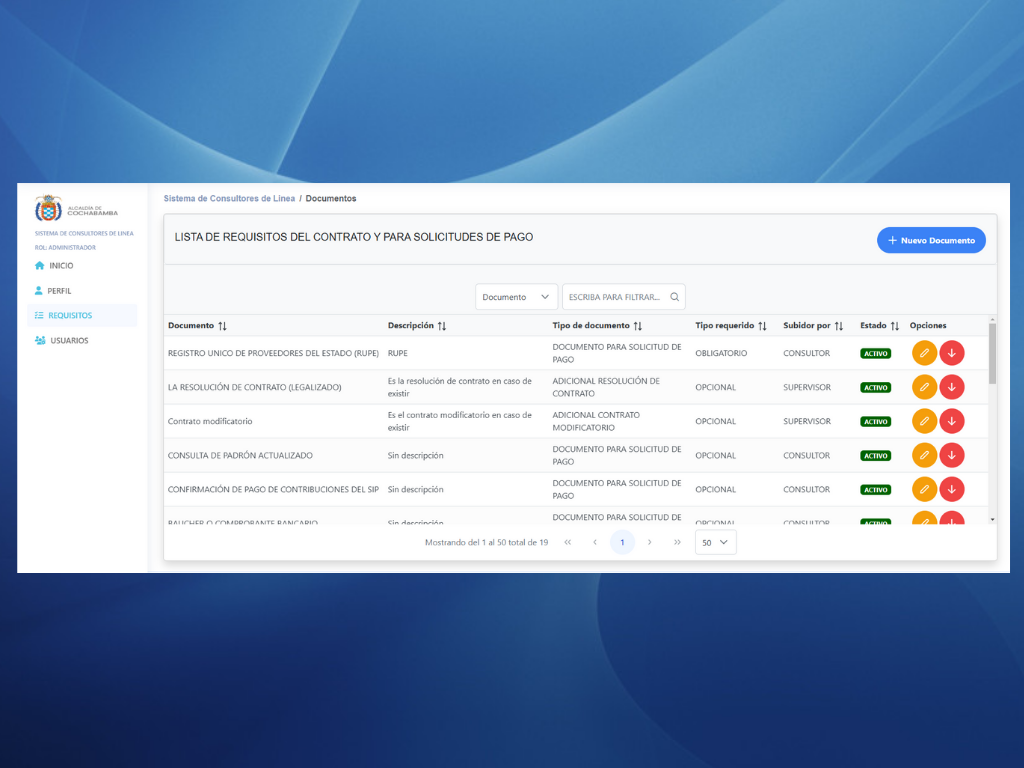 ALCALDÍA DE
COCHABAMBA
SISTEMA DE CONSULTORES DE LINEA
ROL: ADMINISTRADOR
INICIO
PERFIL
REQUISITOS
USUARIOS
Sistema de Consultores de Linea / Documentos
LISTA DE REQUISITOS DEL CONTRATO Y PARA SOLICITUDES DE PAGO
+ Nuevo Documento
Documento
ESCRIBA PARA FILTRAR...
Documento Descripción Tipo de documento Tipo requerido Subidor por Estado Opciones
REGISTRO UNICO DE PROVEEDORES DEL ESTADO (RUPE) RUPE DOCUMENTO PARA SOLICITUD DE PAGO OBLIGATORIO CONSULTOR ACTIVO
LA RESOLUCIÓN DE CONTRATO (LEGALIZADO) Es la resolución de contrato en caso de existir ADICIONAL RESOLUCIÓN DE CONTRATO OPCIONAL SUPERVISOR ACTIVO
Contrato modificatorio Es el contrato modificatorio en caso de existir ADICIONAL CONTRATO MODIFICATORIO OPCIONAL SUPERVISOR ACTIVO
CONSULTA DE PADRÓN ACTUALIZADO Sin descripción DOCUMENTO PARA SOLICITUD DE PAGO OPCIONAL CONSULTOR ACTIVO
CONFIRMACIÓN DE PAGO DE CONTRIBUCIONES DEL SIP Sin descripción DOCUMENTO PARA SOLICITUD DE PAGO OPCIONAL CONSULTOR ACTIVO
BAUCHER O COMPROBANTE BANCARIO Sin descripción DOCUMENTO PARA SOLICITUD DE OPCIONAL CONSULTOR ACTIVO
Mostrando del 1 al 50 total de 19 « ‹ 1 › » 50